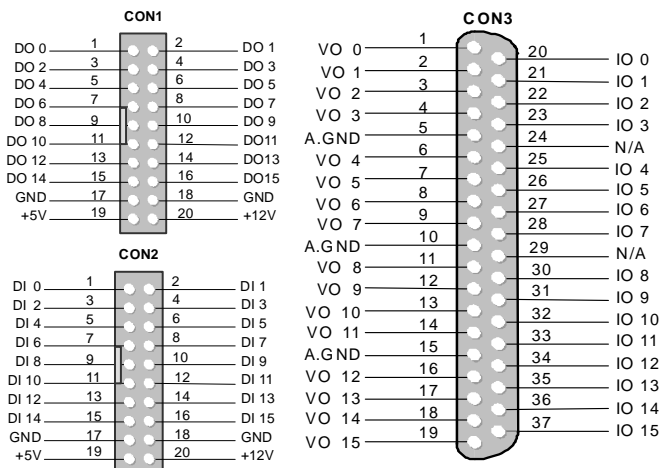 CON1
DO 0 1 2 DO 1
DO 2 3 4 DO 3
DO 4 5 6 DO 5
DO 6 7 8 DO 7
DO 8 9 10 DO 9
DO 10 11 12 DO11
DO 12 13 14 DO13
DO 14 15 16 DO15
GND 17 18 GND
+5V 19 20 +12V
CON2
DI 0 1 2 DI 1
DI 2 3 4 DI 3
DI 4 5 6 DI 5
DI 6 7 8 DI 7
DI 8 9 10 DI 9
DI 10 11 12 DI 11
DI 12 13 14 DI 13
DI 14 15 16 DI 15
GND 17 18 GND
+5V 19 20 +12V
CON3
VO 0 1
20 IO 0
VO 1 2
21 IO 1
VO 2 3
22 IO 2
VO 3 4
23 IO 3
A.GND 5
24 N/A
VO 4 6
25 IO 4
VO 5 7
26 IO 5
VO 6 8
27 IO 6
VO 7 9
28 IO 7
A.GND 10
29 N/A
VO 8 11
30 IO 8
VO 9 12
31 IO 9
VO 10 13
32 IO 10
VO 11 14
33 IO 11
A.GND 15
34 IO 12
VO 12 16
35 IO 13
VO 13 17
36 IO 14
VO 14 18
37 IO 15
VO 15 19